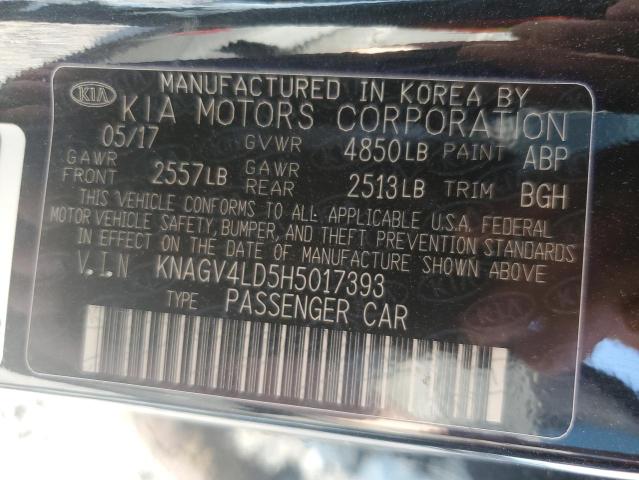 MANUFACTURED IN KOREA BY
KIA KIA MOTORS CORPORATION
05/17 GVWR 4850LB PAINT ABP
GAWR FRONT 2557LB GAWR REAR 2513LB TRIM BGH
THIS VEHICLE CONFORMS TO ALL APPLICABLE U.S.A. FEDERAL
MOTOR VEHICLE SAFETY, BUMPER, AND THEFT PREVENTION STANDARDS
IN EFFECT ON THE DATE OF MANUFACTURE SHOWN ABOVE
V.I.N KNAGV4LD5H5017393
TYPE PASSENGER CAR